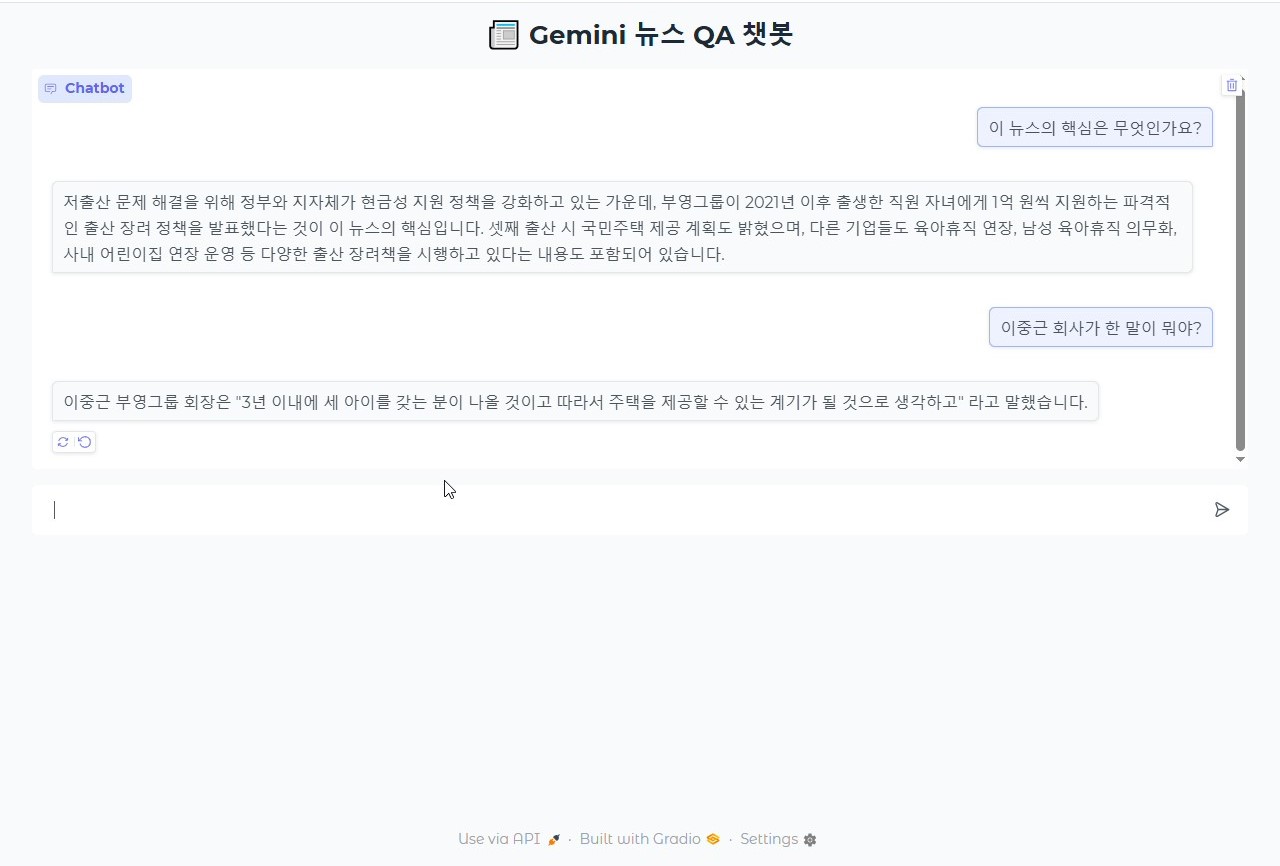 Gemini 뉴스 QA 챗봇
Chatbot
이 뉴스의 핵심은 무엇인가요?
저출산 문제 해결을 위해 정부와 지자체가 현금성 지원 정책을 강화하고 있는 가운데, 부영그룹이 2021년 이후 출생한 직원 자녀에게 1억 원씩 지원하는 파격적
인 출산 장려 정책을 발표했다는 것이 이 뉴스의 핵심입니다. 셋째 출산 시 국민주택 제공 계획도 밝혔으며, 다른 기업들도 육아휴직 연장, 남성 육아휴직 의무화,
사내 어린이집 연장 운영 등 다양한 출산 장려책을 시행하고 있다는 내용도 포함되어 있습니다.
이중근 회사가 한 말이 뭐야?
이중근 부영그룹 회장은 "3년 이내에 세 아이를 갖는 분이 나올 것이고 따라서 주택을 제공할 수 있는 계기가 될 것으로 생각하고" 라고 말했습니다.
Use via API · Built with Gradio · Settings